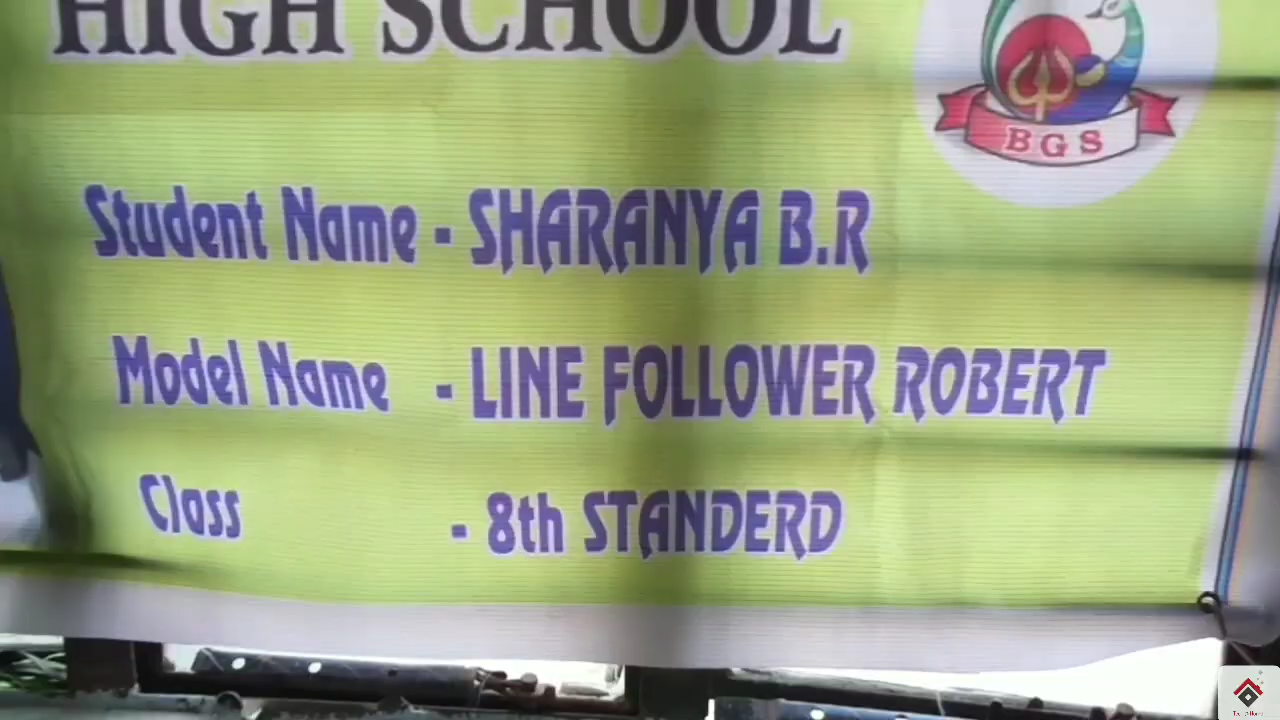 HIGH SCHOOL
BGS
Student Name - SHARANYA B.R
Model Name - LINE FOLLOWER ROBERT
Class - 8th STANDERD